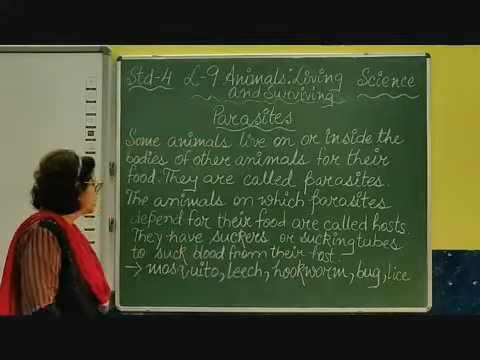 Std-4 L-9 Animals: Living Science
and Surviving
Parasites
Some animals live on or inside the
bodies of other animals for their
food. They are called parasites.
The animals on which parasites
depend for their food are called hosts.
They have suckers or sucking tubes
to suck blood from their host.
→ mosquito, leech, hookworm, bug, lice